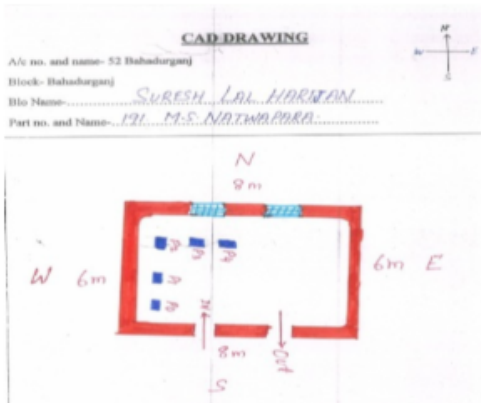 CAD DRAWING
N
W E
S
A/c no. and name- 52 Bahadurganj
Block- Bahadurganj
Blo Name- SURESH LAL HARIJAN
Part no. and Name- 191 M.S. NATWAPARA
N
8m
W 6m
6m E
IN
8m
Out
S